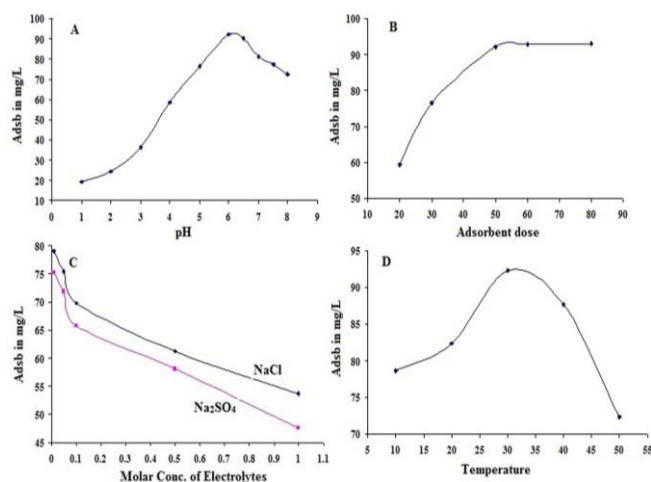 A
Adsb in mg/L
100
90
80
70
60
50
40
30
20
10
0 1 2 3 4 5 6 7 8 9
pH
B
Adsb in mg/L
100
90
80
70
60
50
10 20 30 40 50 60 70 80 90
Adsorbent dose
C
Adsb in mg/L
80
75
70
65
60
55
50
45
NaCl
Na₂SO₄
0 0.1 0.2 0.3 0.4 0.5 0.6 0.7 0.8 0.9 1 1.1
Molar Conc. of Electrolytes
D
Adsb in mg/L
95
90
85
80
75
70
5 10 15 20 25 30 35 40 45 50 55
Temperature